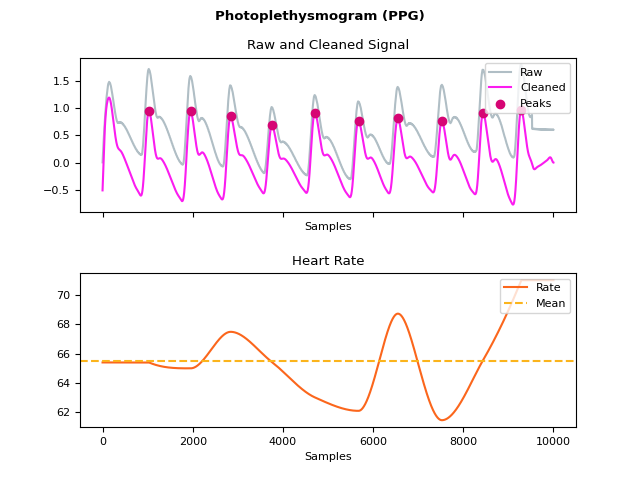 Photoplethysmogram (PPG)
Raw and Cleaned Signal
Raw
Cleaned
Peaks
1.5
1.0
0.5
0.0
−0.5
Samples
Heart Rate
Rate
Mean
70
68
66
64
62
0 2000 4000 6000 8000 10000
Samples